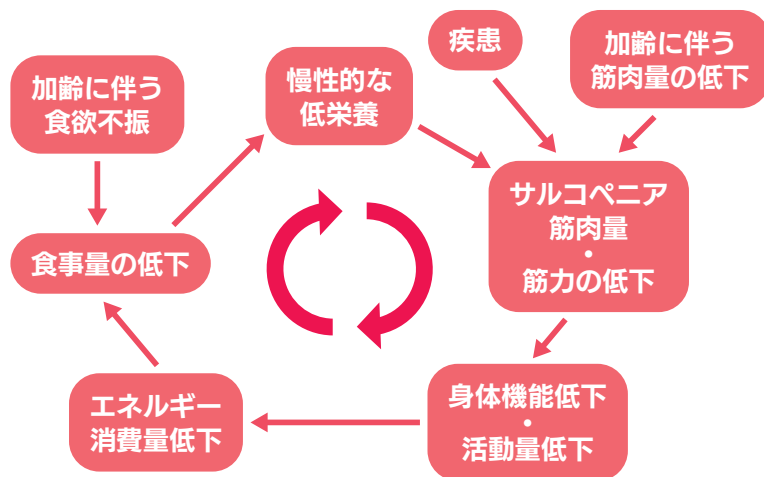 疾患
加齢に伴う
筋肉量の低下
慢性的な
低栄養
加齢に伴う
食欲不振
サルコペニア
筋肉量
・
筋力の低下
食事量の低下
エネルギー
消費量低下
身体機能低下
・
活動量低下